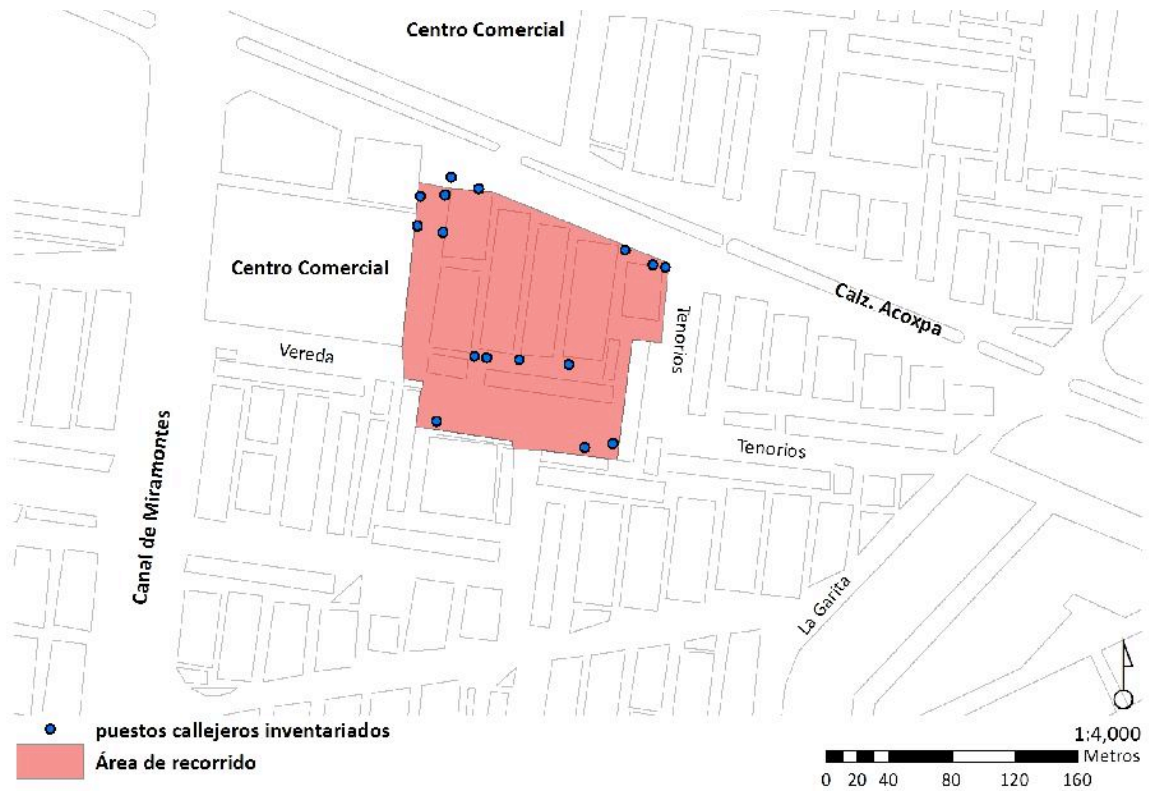 Centro Comercial
Centro Comercial
Calz. Acoxpa
Tenorios
Vereda
Tenorios
Canal de Miramontes
La Garita
puestos callejeros inventariados
Área de recorrido
1:4,000
Metros
0 20 40 80 120 160